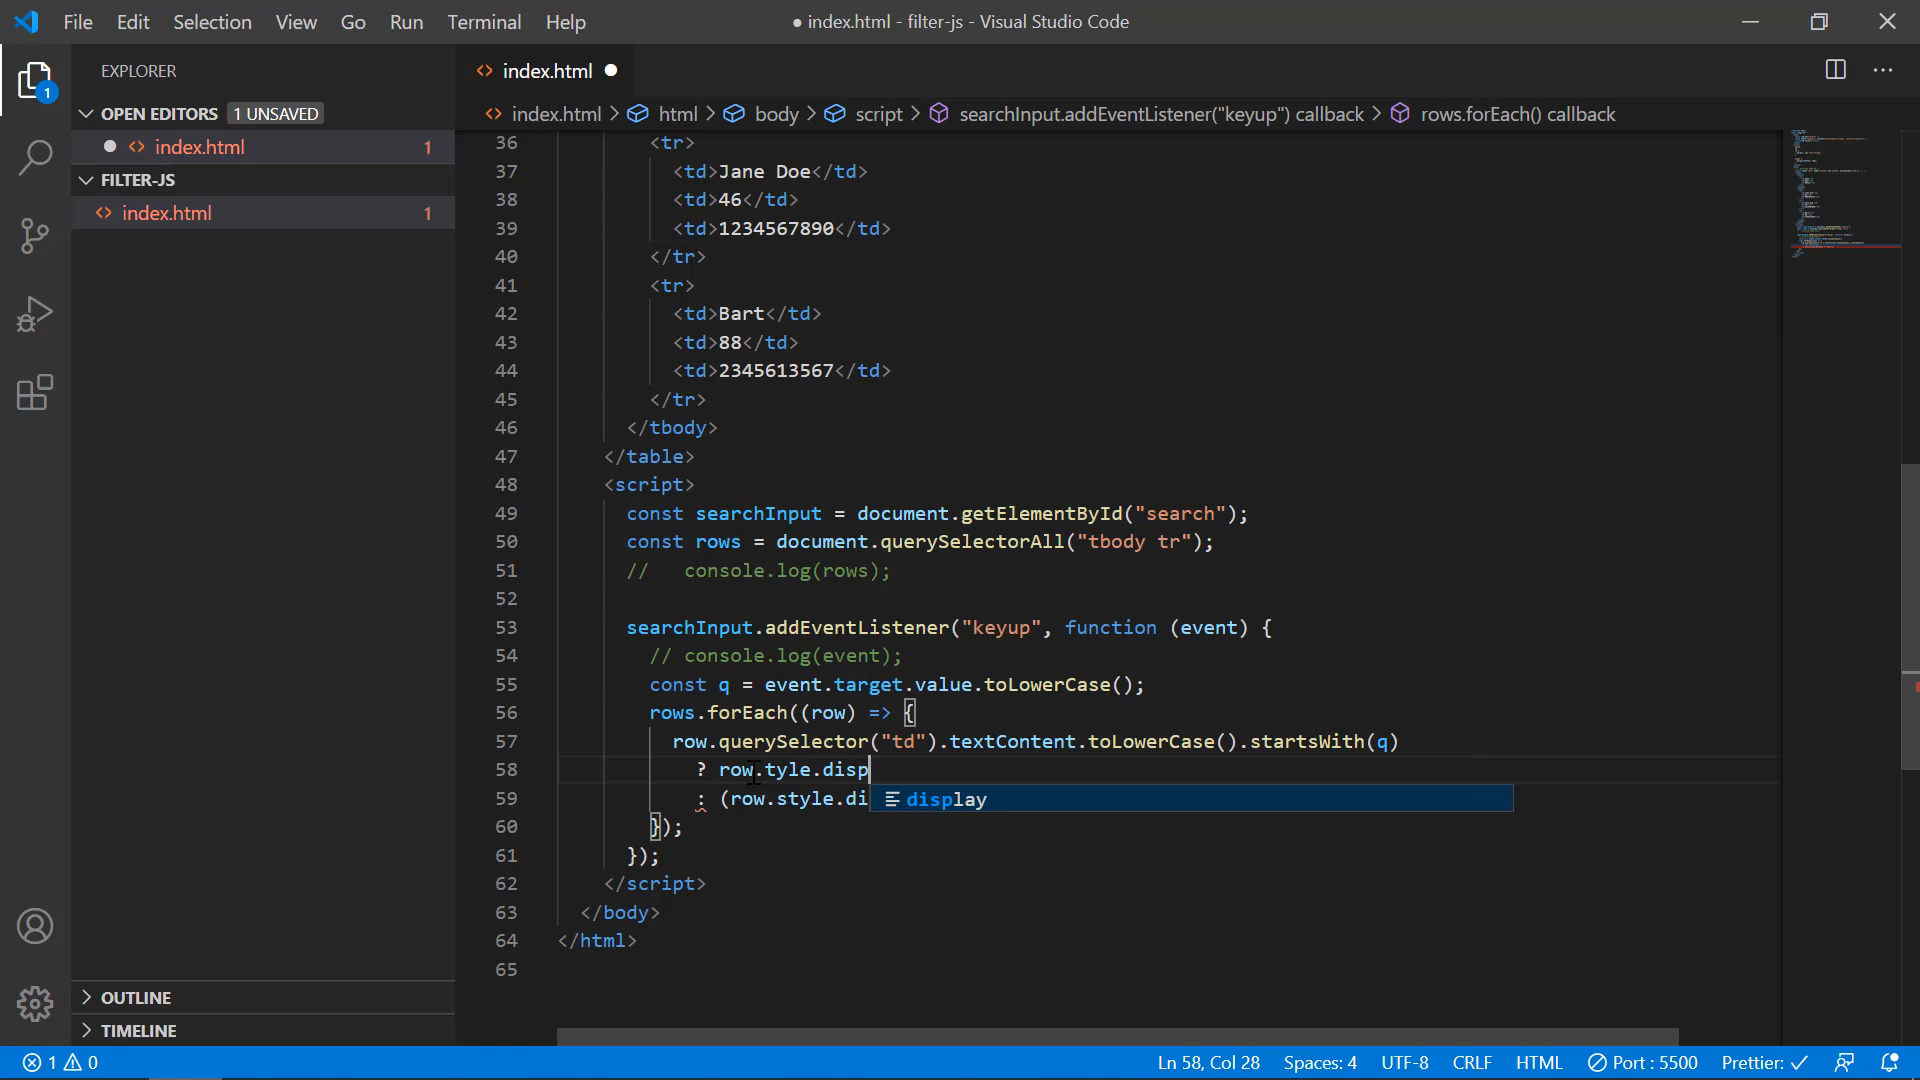 File Edit Selection View Go Run Terminal Help
● index.html - filter-js - Visual Studio Code
1
EXPLORER
OPEN EDITORS 1 UNSAVED
index.html 1
FILTER-JS
index.html 1
OUTLINE
TIMELINE
index.html
index.html > html > body > script > searchInput.addEventListener("keyup") callback > rows.forEach() callback
36 <tr>
37 <td>Jane Doe</td>
38 <td>46</td>
39 <td>1234567890</td>
40 </tr>
41 <tr>
42 <td>Bart</td>
43 <td>88</td>
44 <td>2345613567</td>
45 </tr>
46 </tbody>
47 </table>
48 <script>
49 const searchInput = document.getElementById("search");
50 const rows = document.querySelectorAll("tbody tr");
51 //   console.log(rows);
52
53 searchInput.addEventListener("keyup", function (event) {
54 // console.log(event);
55 const q = event.target.value.toLowerCase();
56 rows.forEach((row) => {
57 row.querySelector("td").textContent.toLowerCase().startsWith(q)
58 ? row.tyle.disp
59 : (row.style.di
display
60 });
61 });
62 </script>
63 </body>
64 </html>
65
1 0 Ln 58, Col 28 Spaces: 4 UTF-8 CRLF HTML Port : 5500 Prettier: ✓